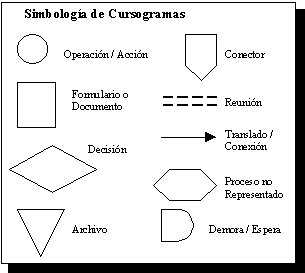 Simbología de Cursogramas
Operación / Acción
Conector
Formulario o
Documento
Reunión
Decisión
Translado /
Conexión
Proceso no
Representado
Archivo
Demora / Espera